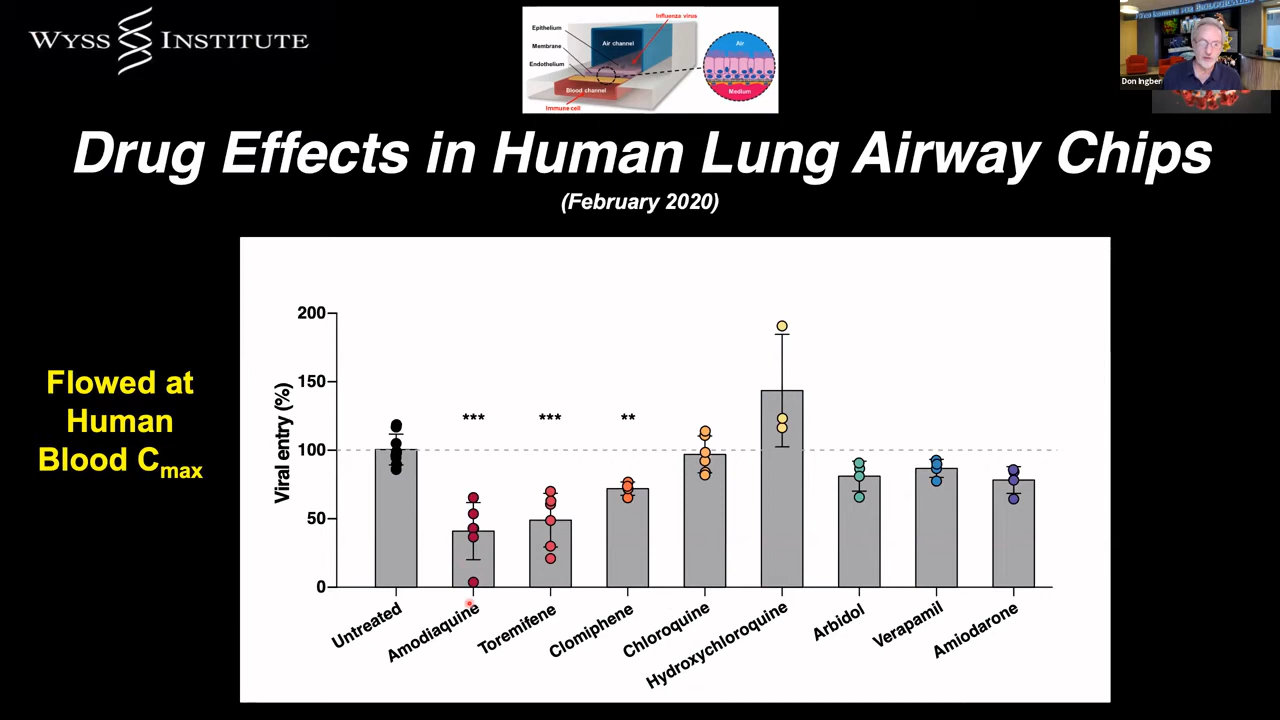 WYSS INSTITUTE
Influenza virus
Epithelium
Air channel
Membrane
Endothelium
Blood channel
Immune cell
Air
Medium
Don Ingber
Drug Effects in Human Lung Airway Chips
(February 2020)
Flowed at
Human
Blood Cmax
Viral entry (%)
200
150
100
50
0
*** *** **
Untreated
Amodiaquine
Toremifene
Clomiphene
Chloroquine
Hydroxychloroquine
Arbidol
Verapamil
Amiodarone